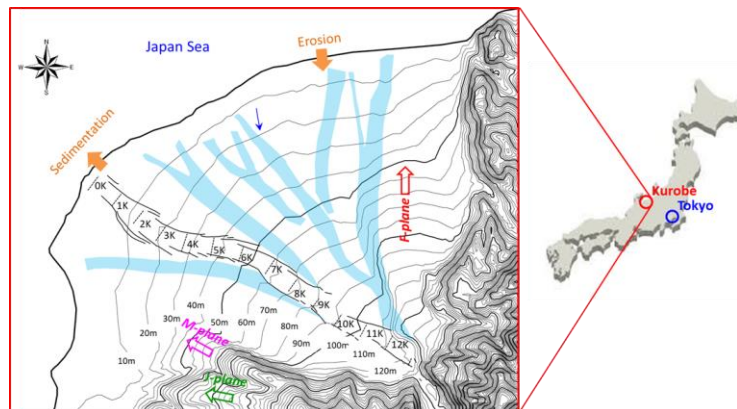 Japan Sea
Erosion
N
W
E
S
Sedimentation
0K
1K
2K
3K
4K
5K
6K
7K
8K
9K
10K
11K
12K
F-plane
Kurobe
Tokyo
40m
30m
50m
20m
60m
70m
80m
10m
90m
100m
110m
120m
M-plane
J-plane